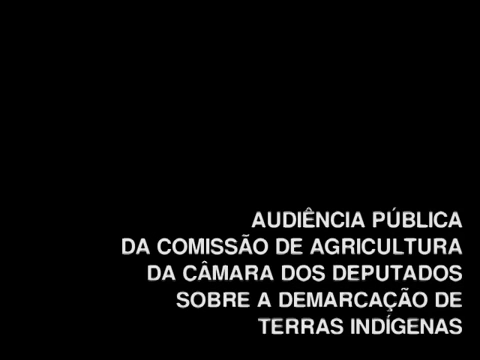 AUDIÊNCIA PÚBLICA
DA COMISSÃO DE AGRICULTURA
DA CÂMARA DOS DEPUTADOS
SOBRE A DEMARCAÇÃO DE
TERRAS INDÍGENAS